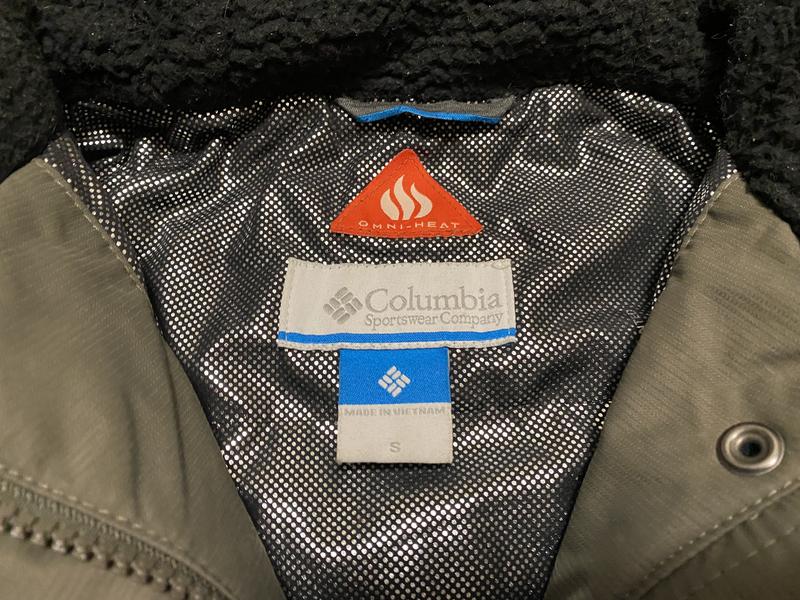 OMNI-HEAT
Columbia
Sportswear Company
MADE IN VIETNAM
S